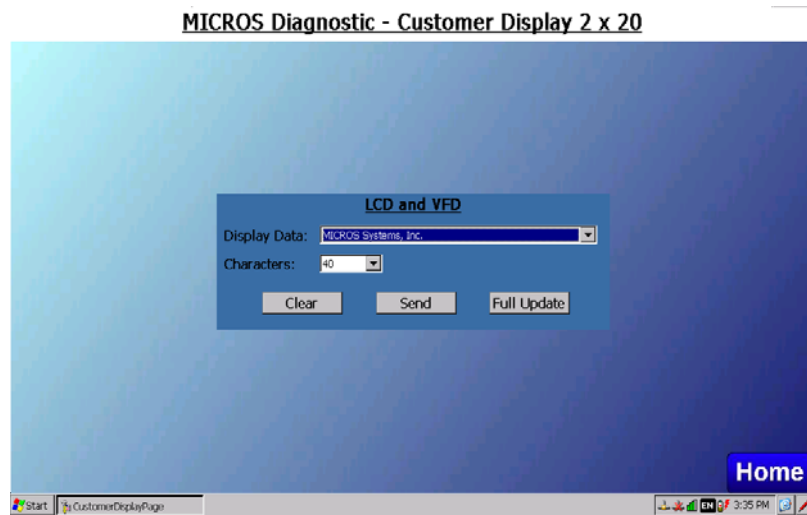 MICROS Diagnostic - Customer Display 2 x 20
LCD and VFD
Display Data: MICROS Systems, Inc.
Characters: 40
Clear Send Full Update
Home
Start CustomerDisplayPage EN 3:35 PM